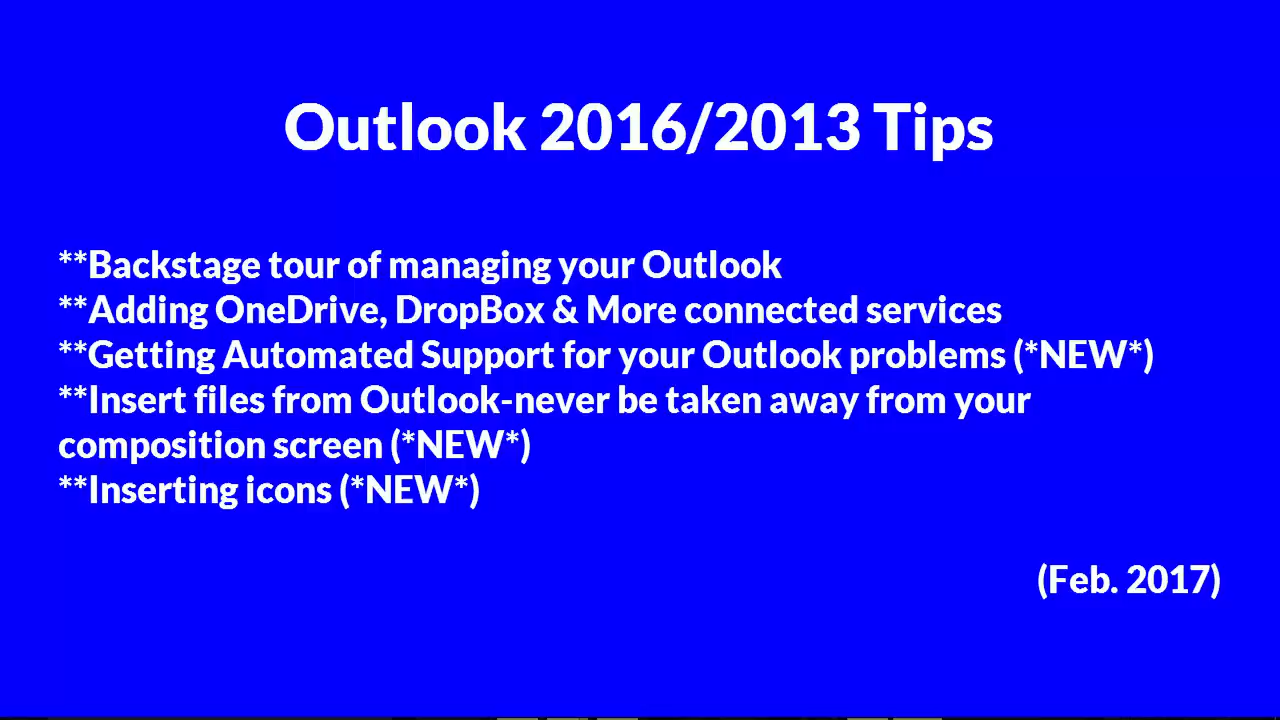 Outlook 2016/2013 Tips
**Backstage tour of managing your Outlook
**Adding OneDrive, DropBox & More connected services
**Getting Automated Support for your Outlook problems (*NEW*)
**Insert files from Outlook-never be taken away from your
composition screen (*NEW*)
**Inserting icons (*NEW*)
(Feb. 2017)